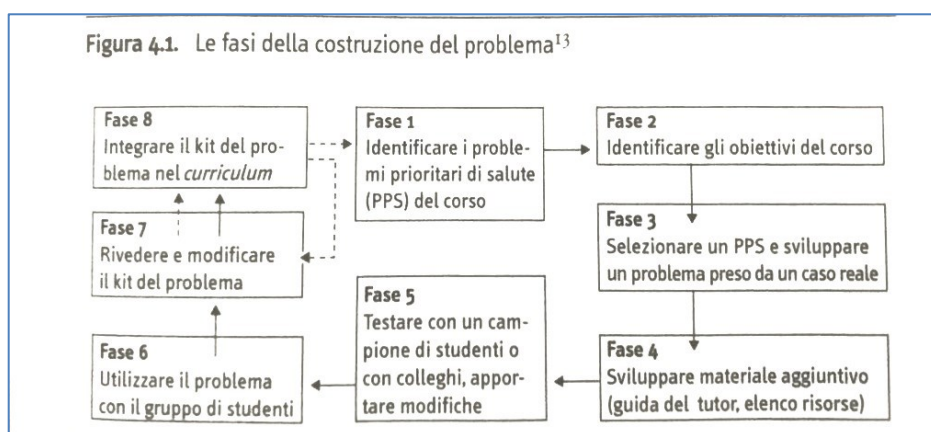 Figura 4.1. Le fasi della costruzione del problema¹³
Fase 8
Integrare il kit del pro-
blema nel curriculum
Fase 1
Identificare i proble-
mi prioritari di salute
(PPS) del corso
Fase 2
Identificare gli obiettivi del corso
Fase 7
Rivedere e modificare
il kit del problema
Fase 3
Selezionare un PPS e sviluppare
un problema preso da un caso reale
Fase 5
Testare con un cam-
pione di studenti o
con colleghi, appor-
tare modifiche
Fase 6
Utilizzare il problema
con il gruppo di studenti
Fase 4
Sviluppare materiale aggiuntivo
(guida del tutor, elenco risorse)